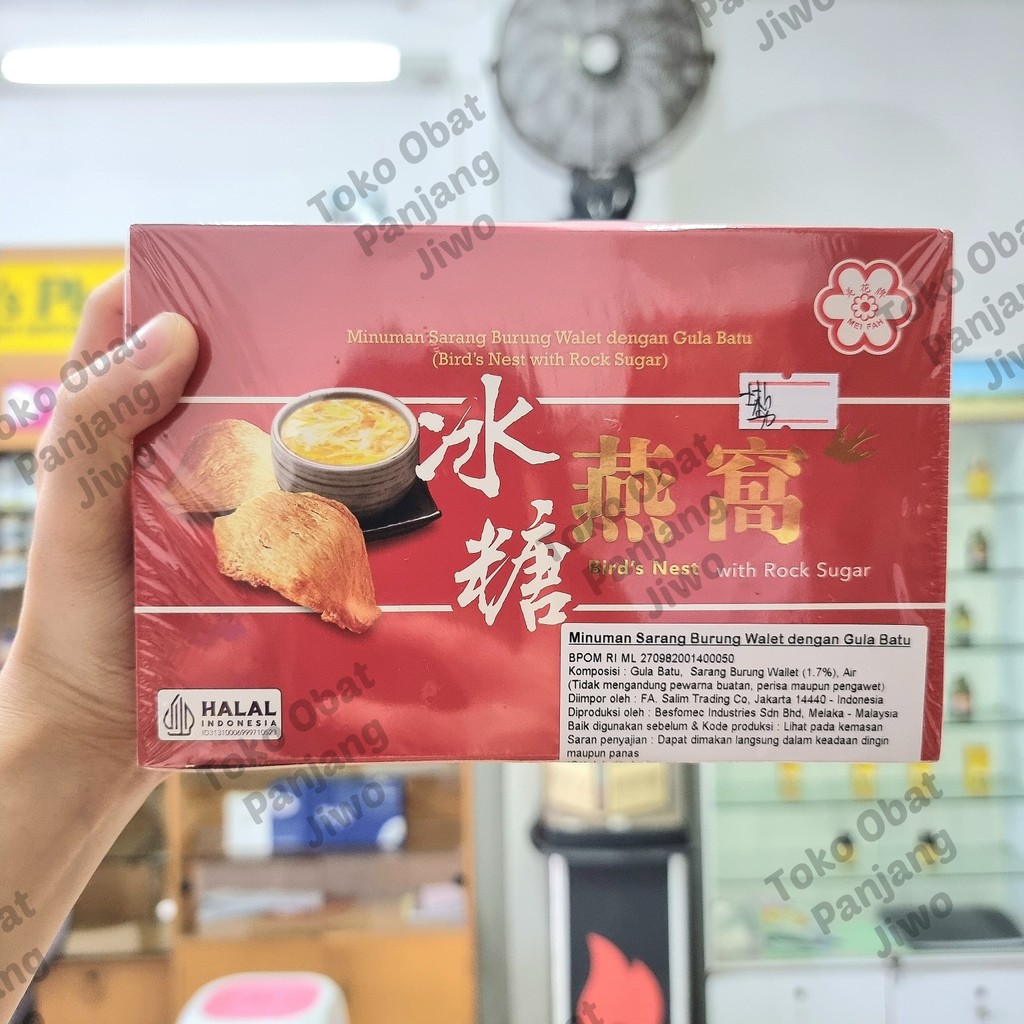 Toko Obat
Panjang
Jiwo
美花牌
MEI FAH
Minuman Sarang Burung Walet dengan Gula Batu
(Bird's Nest with Rock Sugar)
冰糖
燕窩
Bird's Nest with Rock Sugar
Minuman Sarang Burung Walet dengan Gula Batu
BPOM RI ML 270982001400050
Komposisi : Gula Batu, Sarang Burung Wallet (1.7%), Air
(Tidak mengandung pewarna buatan, perisa maupun pengawet)
Diimpor oleh : FA. Salim Trading Co, Jakarta 14440 - Indonesia
Diproduksi oleh : Besfomec Industries Sdn Bhd, Melaka - Malaysia
Baik digunakan sebelum & Kode produksi : Lihat pada kemasan
Saran penyajian : Dapat dimakan langsung dalam keadaan dingin
maupun panas
HALAL
INDONESIA